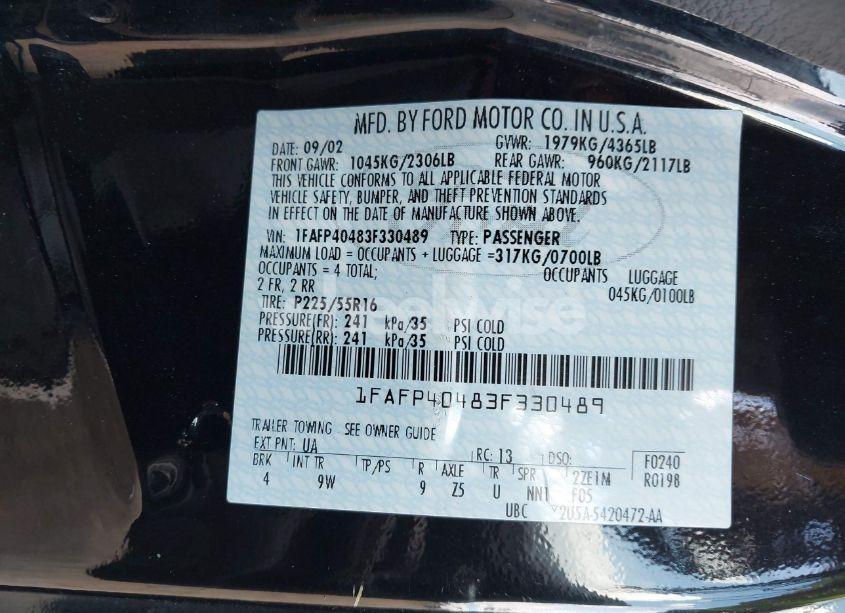 MFD. BY FORD MOTOR CO. IN U.S.A.
DATE: 09/02 GVWR: 1979KG/4365LB
FRONT GAWR: 1045KG/2306LB REAR GAWR: 960KG/2117LB
THIS VEHICLE CONFORMS TO ALL APPLICABLE FEDERAL MOTOR
VEHICLE SAFETY, BUMPER, AND THEFT PREVENTION STANDARDS
IN EFFECT ON THE DATE OF MANUFACTURE SHOWN ABOVE.
VIN: 1FAFP40483F330489 TYPE: PASSENGER
MAXIMUM LOAD = OCCUPANTS + LUGGAGE =317KG/0700LB
OCCUPANTS = 4 TOTAL; OCCUPANTS LUGGAGE
2 FR, 2 RR 045KG/0100LB
TIRE: P225/55R16
PRESSURE(FR): 241 kPa/35 PSI COLD
PRESSURE(RR): 241 kPa/35 PSI COLD
1FAFP40483F330489
TRAILER TOWING SEE OWNER GUIDE
EXT PNT: UA RC: 13 DSO: F0240
BRK INT TR TP/PS R AXLE TR SPR 2ZE1M R0198
4 9W 9 Z5 U NN1 F05
UBC Y2U5A-5420472-AA